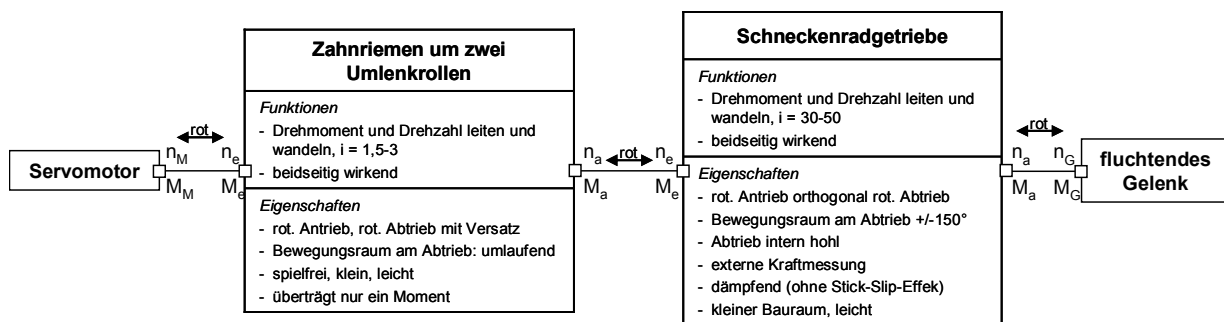 Servomotor
rot
n_M n_e
M_M M_e
Zahnriemen um zwei
Umlenkrollen
Funktionen
- Drehmoment und Drehzahl leiten und
wandeln, i = 1,5-3
- beidseitig wirkend
Eigenschaften
- rot. Antrieb, rot. Abtrieb mit Versatz
- Bewegungsraum am Abtrieb: umlaufend
- spielfrei, klein, leicht
- überträgt nur ein Moment
n_a rot n_e
M_a M_e
Schneckenradgetriebe
Funktionen
- Drehmoment und Drehzahl leiten und
wandeln, i = 30-50
- beidseitig wirkend
Eigenschaften
- rot. Antrieb orthogonal rot. Abtrieb
- Bewegungsraum am Abtrieb +/-150°
- Abtrieb intern hohl
- externe Kraftmessung
- dämpfend (ohne Stick-Slip-Effek)
- kleiner Bauraum, leicht
rot
n_a n_G
M_a M_G
fluchtendes
Gelenk